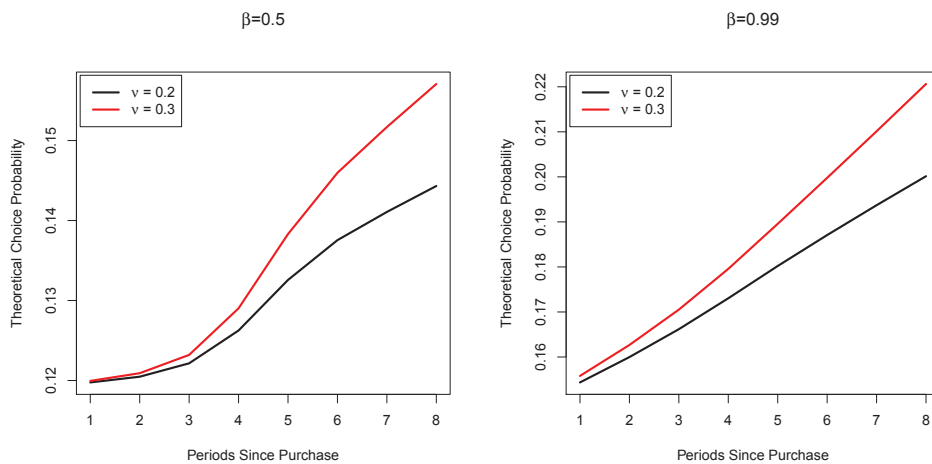 β=0.5
ν = 0.2
ν = 0.3
Theoretical Choice Probability
0.15
0.14
0.13
0.12
1 2 3 4 5 6 7 8
Periods Since Purchase
β=0.99
ν = 0.2
ν = 0.3
Theoretical Choice Probability
0.22
0.21
0.20
0.19
0.18
0.17
0.16
1 2 3 4 5 6 7 8
Periods Since Purchase